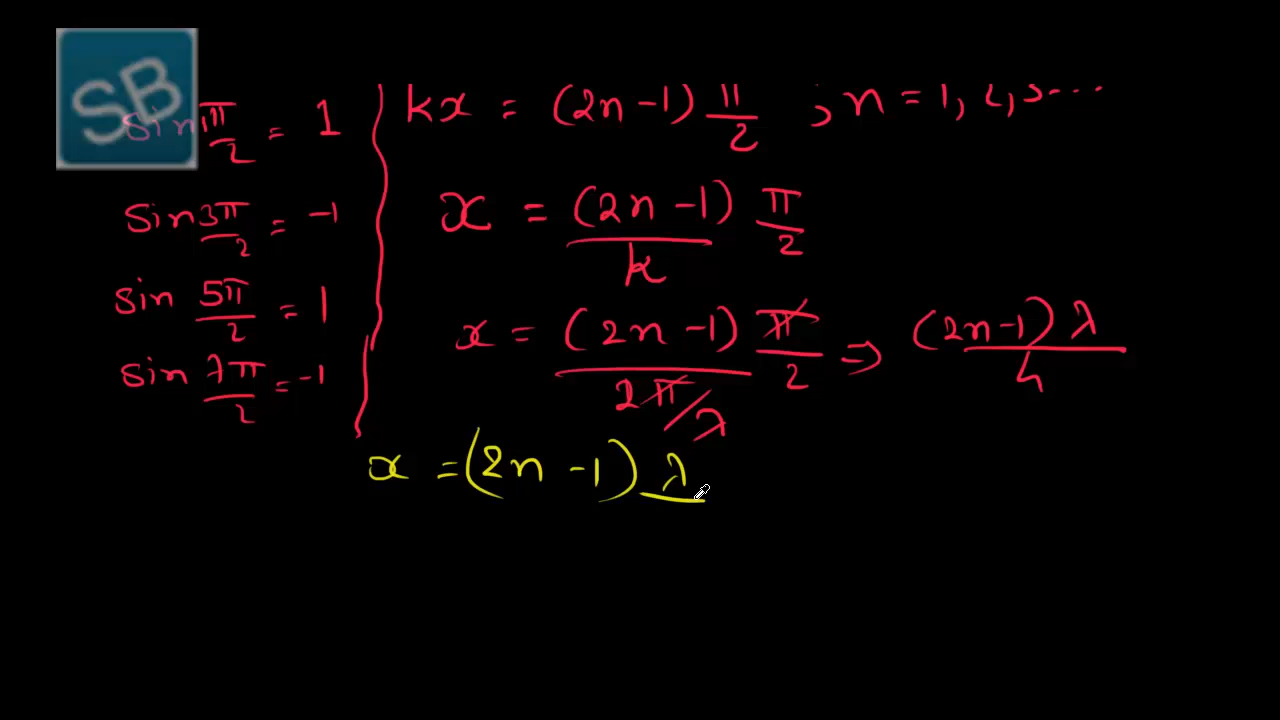 SB
sin π/2 = 1
sin 3π/2 = -1
sin 5π/2 = 1
sin 7π/2 = -1
kx = (2n -1) π/2 ; n = 1, 2, 3 ...
x = (2n -1)/k π/2
x = (2n -1)/(2π/λ) π/2 ⇒ (2n-1) λ/4
x = (2n -1) λ